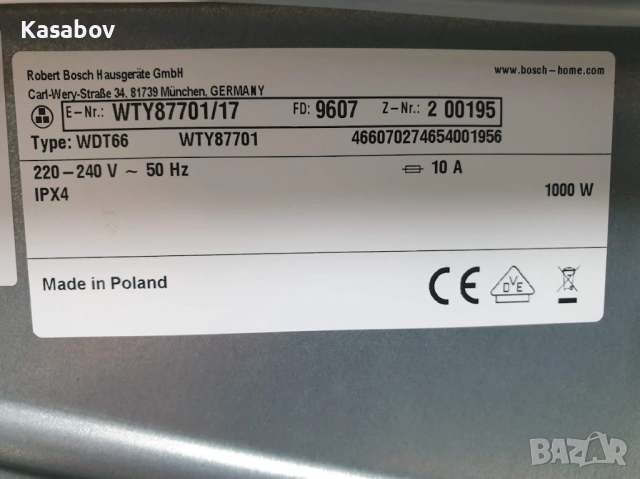 Kasabov
Robert Bosch Hausgeräte GmbH
www.bosch-home.com
Carl-Wery-Straße 34, 81739 München, GERMANY
E-Nr.: WTY87701/17 FD: 9607 Z-Nr.: 2 00195
Type: WDT66 WTY87701 466070274654001956
220-240 V ~ 50 Hz 10 A
IPX4 1000 W
Made in Poland CE DVE
BAZAR